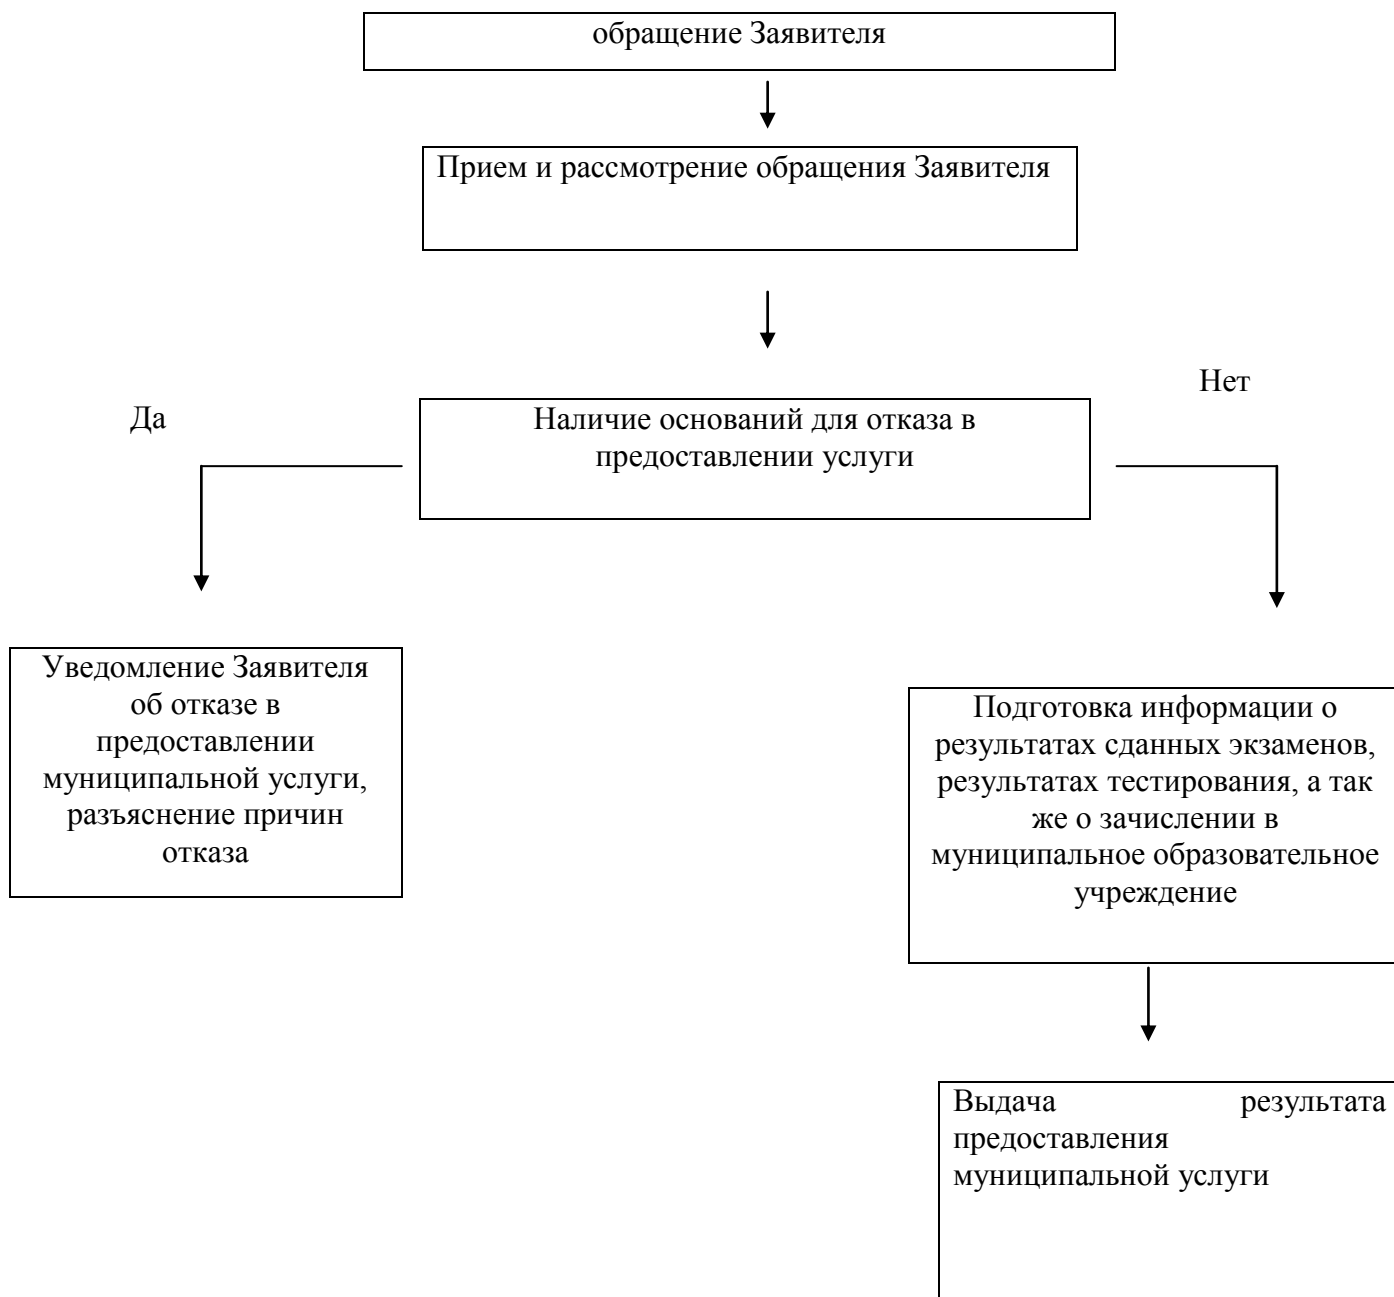 обращение Заявителя
Прием и рассмотрение обращения Заявителя
Нет
Да
Наличие оснований для отказа в
предоставлении услуги
Уведомление Заявителя
об отказе в
предоставлении
муниципальной услуги,
разъяснение причин
отказа
Подготовка информации о
результатах сданных экзаменов,
результатах тестирования, а так
же о зачислении в
муниципальное образовательное
учреждение
Выдача результата
предоставления
муниципальной услуги